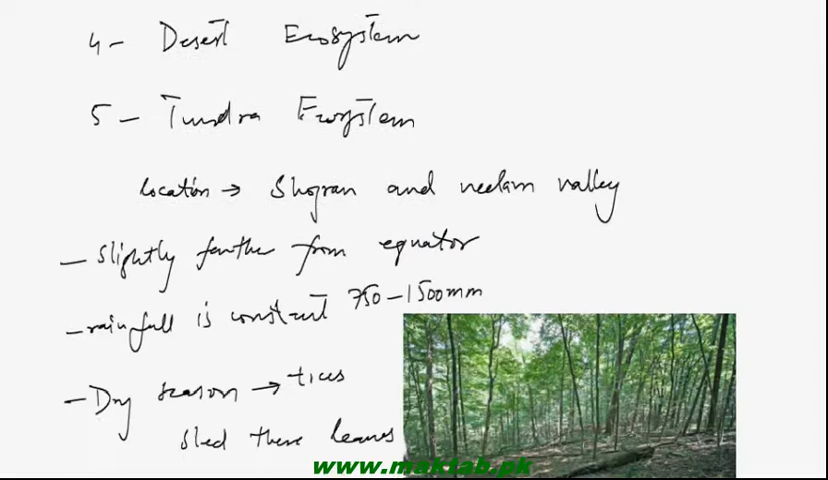 4- Desert Ecosystem
5- Tundra Ecosystem
location → Shogran and neelam valley
- Slightly farther from equator
- rainfall is constant 750-1500mm
- Dry season → trees
shed there leaves
www.maktab.pk